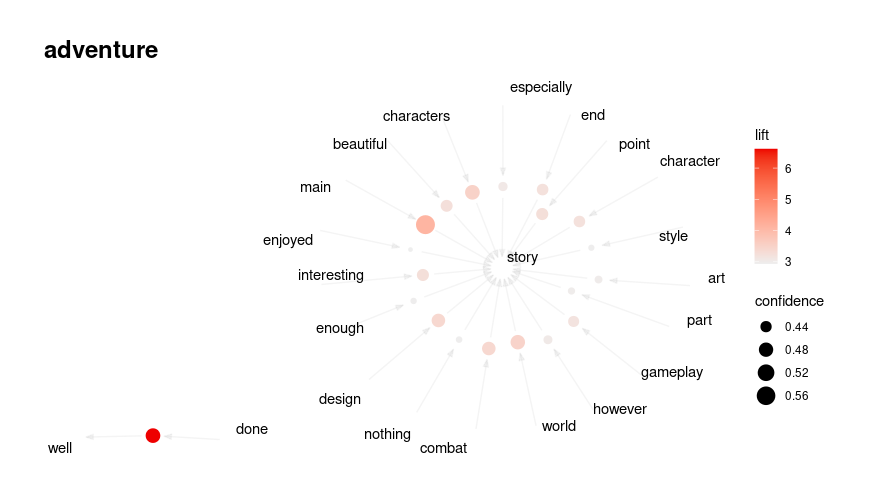 adventure
especially
characters
end
beautiful
point
lift
character
6
main
5
enjoyed
style
4
story
3
interesting
art
confidence
enough
part
0.44
0.48
gameplay
0.52
design
0.56
however
nothing
world
done
combat
well